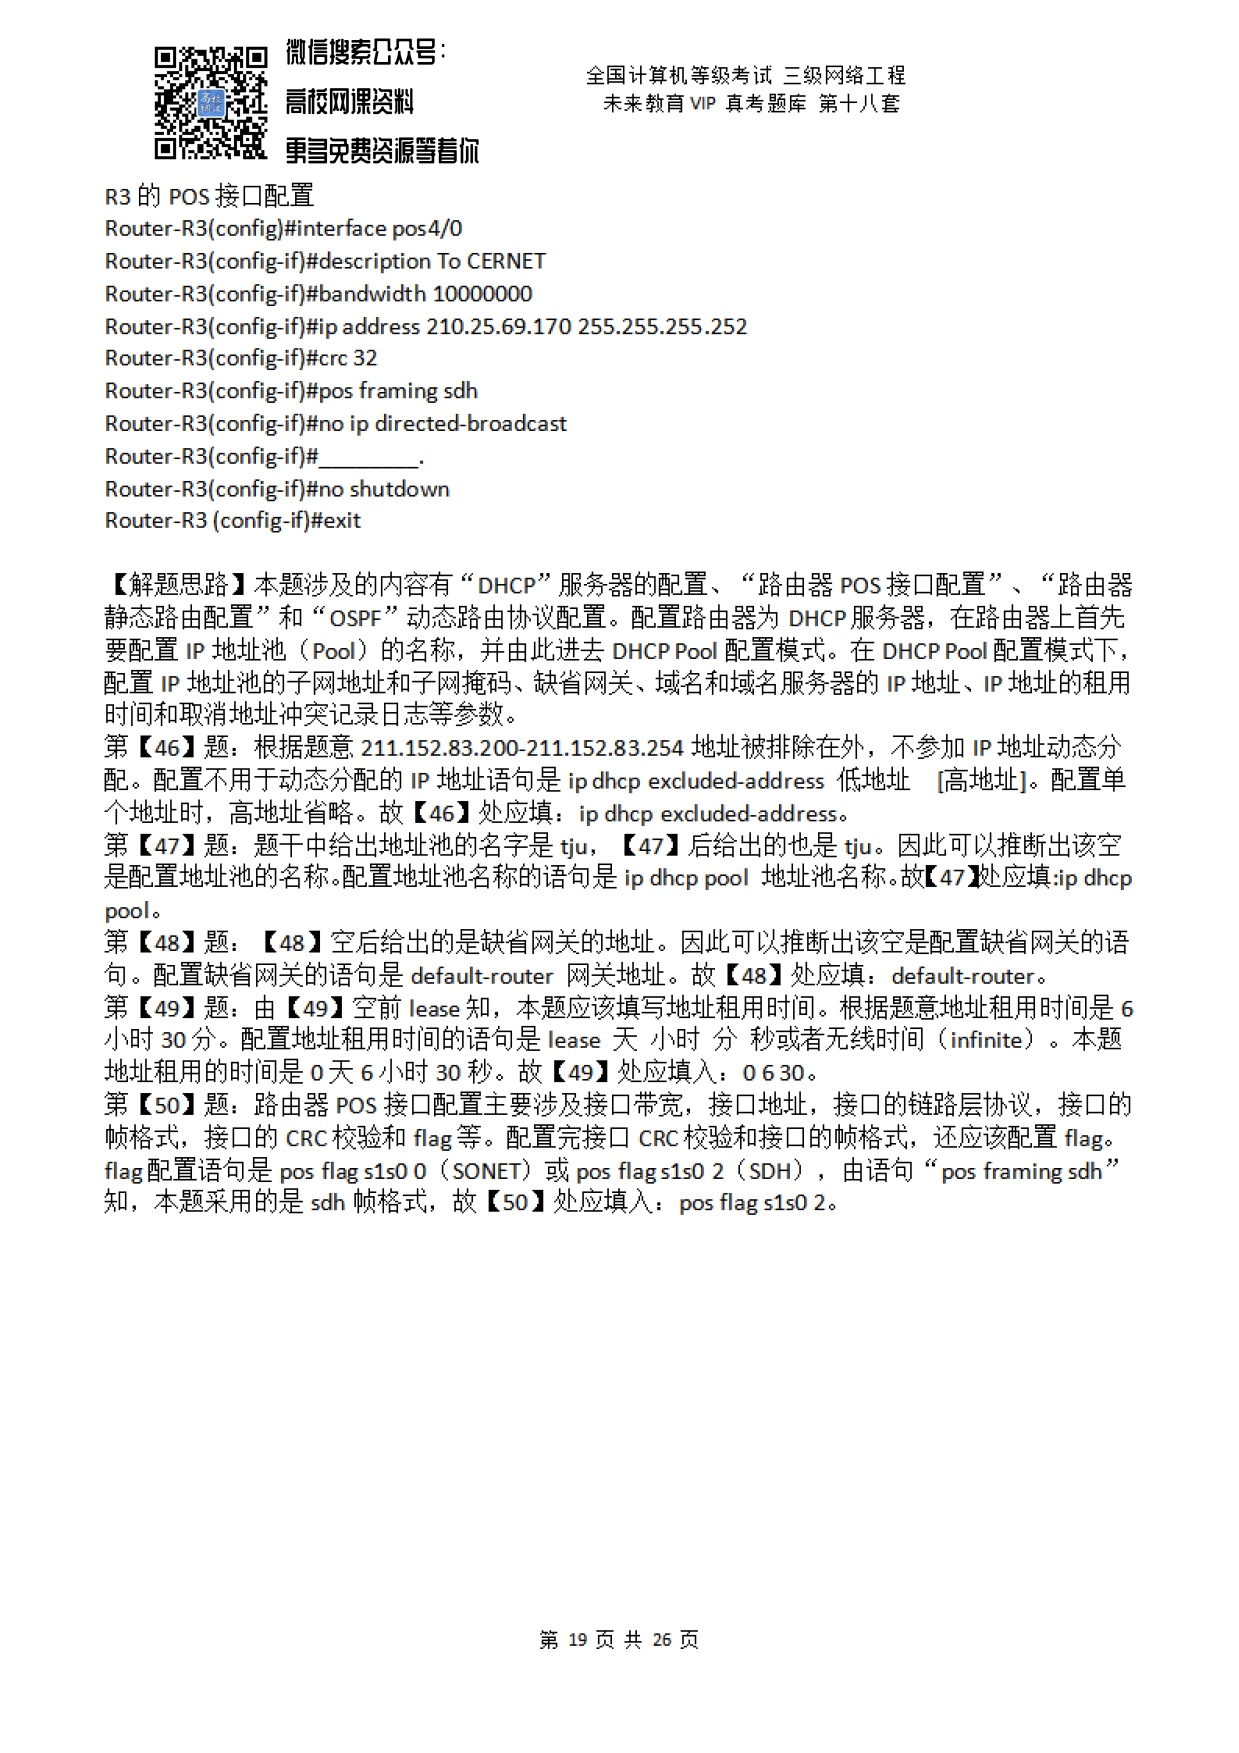 微信搜索公众号：
高校网课资料
更多免费资源等着你
高校
网课
全国计算机等级考试 三级网络工程
未来教育 VIP 真考题库 第十八套
R3 的 POS 接口配置
Router-R3(config)#interface pos4/0
Router-R3(config-if)#description To CERNET
Router-R3(config-if)#bandwidth 10000000
Router-R3(config-if)#ip address 210.25.69.170 255.255.255.252
Router-R3(config-if)#crc 32
Router-R3(config-if)#pos framing sdh
Router-R3(config-if)#no ip directed-broadcast
Router-R3(config-if)#________.
Router-R3(config-if)#no shutdown
Router-R3 (config-if)#exit
【解题思路】本题涉及的内容有“DHCP”服务器的配置、“路由器 POS 接口配置”、“路由器
静态路由配置”和“OSPF”动态路由协议配置。配置路由器为 DHCP 服务器，在路由器上首先
要配置 IP 地址池（Pool）的名称，并由此进去 DHCP Pool 配置模式。在 DHCP Pool 配置模式下，
配置 IP 地址池的子网地址和子网掩码、缺省网关、域名和域名服务器的 IP 地址、IP 地址的租用
时间和取消地址冲突记录日志等参数。
第【46】题：根据题意 211.152.83.200-211.152.83.254 地址被排除在外，不参加 IP 地址动态分
配。配置不用于动态分配的 IP 地址语句是 ip dhcp excluded-address 低地址 [高地址]。配置单
个地址时，高地址省略。故【46】处应填：ip dhcp excluded-address。
第【47】题：题干中给出地址池的名字是 tju，【47】后给出的也是 tju。因此可以推断出该空
是配置地址池的名称。配置地址池名称的语句是 ip dhcp pool 地址池名称。故【47】处应填:ip dhcp
pool。
第【48】题：【48】空后给出的是缺省网关的地址。因此可以推断出该空是配置缺省网关的语
句。配置缺省网关的语句是 default-router 网关地址。故【48】处应填：default-router。
第【49】题：由【49】空前 lease 知，本题应该填写地址租用时间。根据题意地址租用时间是 6
小时 30 分。配置地址租用时间的语句是 lease 天 小时 分 秒或者无线时间（infinite）。本题
地址租用的时间是 0 天 6 小时 30 秒。故【49】处应填入：0 6 30。
第【50】题：路由器 POS 接口配置主要涉及接口带宽，接口地址，接口的链路层协议，接口的
帧格式，接口的 CRC 校验和 flag 等。配置完接口 CRC 校验和接口的帧格式，还应该配置 flag。
flag 配置语句是 pos flag s1s0 0（SONET）或 pos flag s1s0 2（SDH），由语句“pos framing sdh”
知，本题采用的是 sdh 帧格式，故【50】处应填入：pos flag s1s0 2。
第 19 页 共 26 页